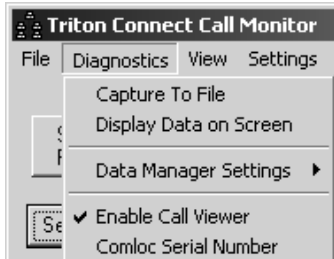 Triton Connect Call Monitor
File Diagnostics View Settings
Capture To File
Display Data on Screen
Data Manager Settings
Enable Call Viewer
Comloc Serial Number